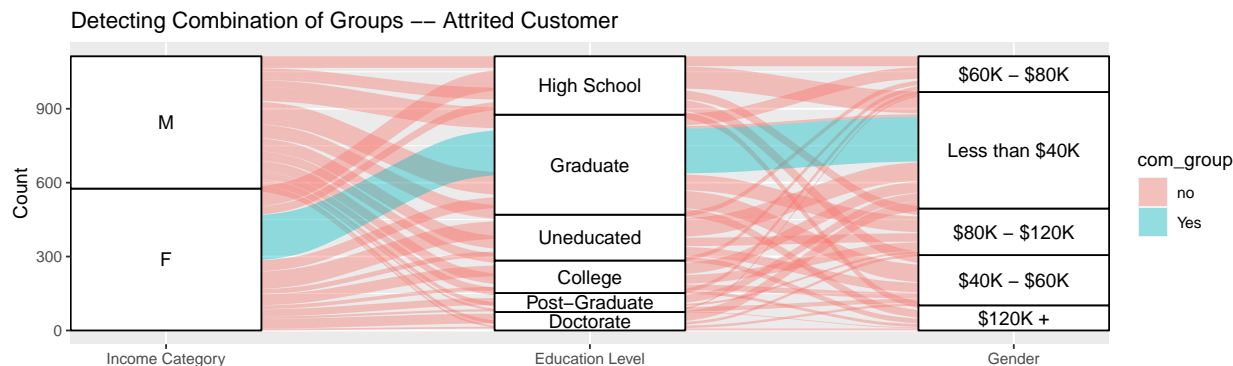 Detecting Combination of Groups −− Attrited Customer
Count
900
600
300
0
M
F
High School
Graduate
Uneducated
College
Post−Graduate
Doctorate
$60K − $80K
Less than $40K
$80K − $120K
$40K − $60K
$120K +
Income Category
Education Level
Gender
com_group
no
Yes